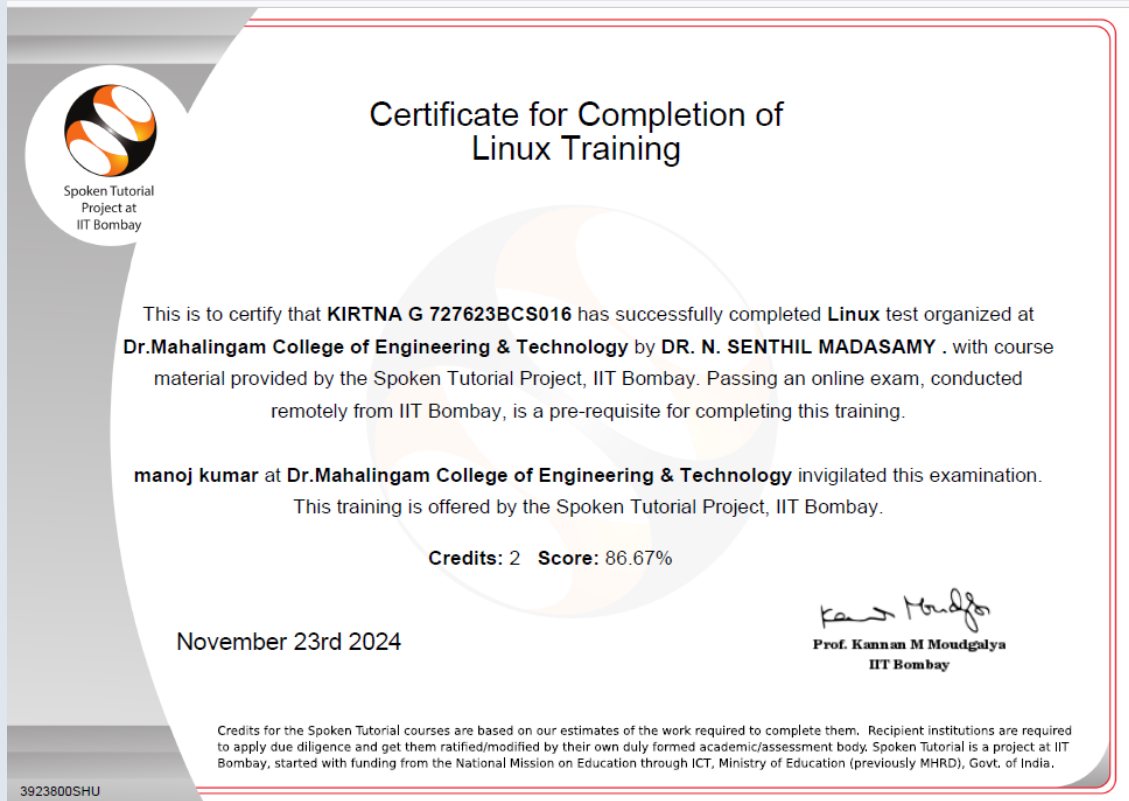 Spoken Tutorial
Project at
IIT Bombay
Certificate for Completion of
Linux Training
This is to certify that KIRTNA G 727623BCS016 has successfully completed Linux test organized at
Dr.Mahalingam College of Engineering & Technology by DR. N. SENTHIL MADASAMY . with course
material provided by the Spoken Tutorial Project, IIT Bombay. Passing an online exam, conducted
remotely from IIT Bombay, is a pre-requisite for completing this training.
manoj kumar at Dr.Mahalingam College of Engineering & Technology invigilated this examination.
This training is offered by the Spoken Tutorial Project, IIT Bombay.
Credits: 2 Score: 86.67%
November 23rd 2024
Prof. Kannan M Moudgalya
IIT Bombay
Credits for the Spoken Tutorial courses are based on our estimates of the work required to complete them. Recipient institutions are required
to apply due diligence and get them ratified/modified by their own duly formed academic/assessment body. Spoken Tutorial is a project at IIT
Bombay, started with funding from the National Mission on Education through ICT, Ministry of Education (previously MHRD), Govt. of India.
3923800SHU